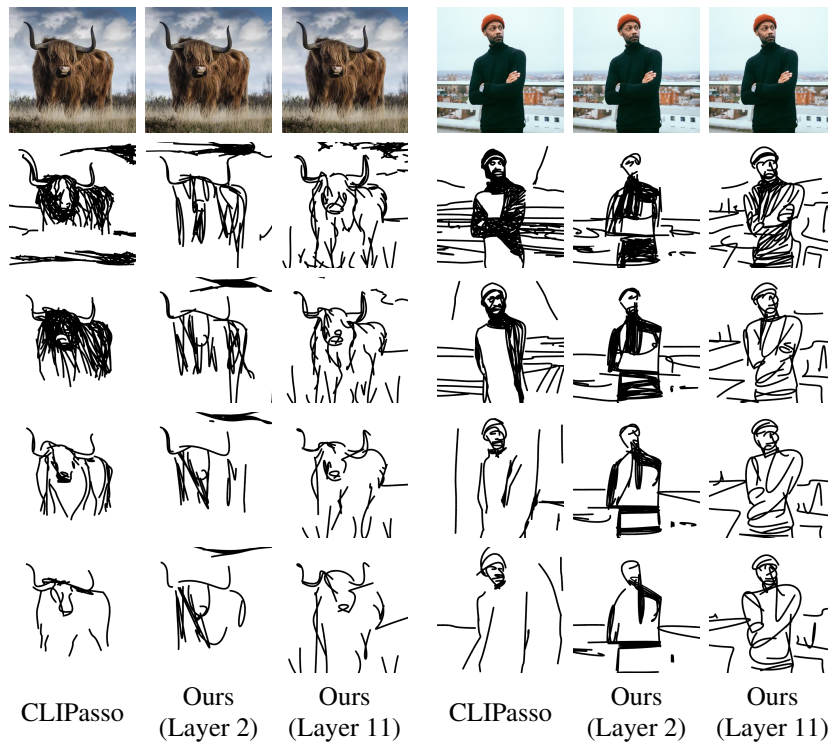 CLIPasso
Ours
(Layer 2)
Ours
(Layer 11)
CLIPasso
Ours
(Layer 2)
Ours
(Layer 11)